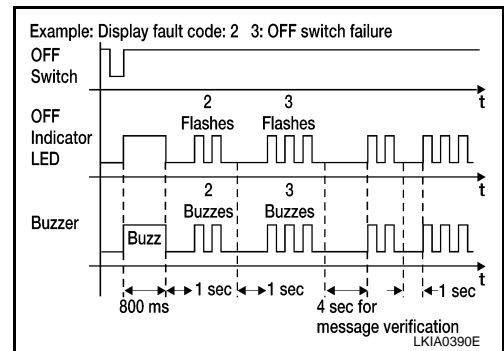 Example: Display fault code: 2 3: OFF switch failure
OFF
Switch
t
OFF
Indicator
LED
2
Flashes
3
Flashes
t
Buzzer
2
Buzzes
3
Buzzes
Buzz
t
800 ms
1 sec
1 sec
4 sec for
message verification
1 sec
LKIA0390E